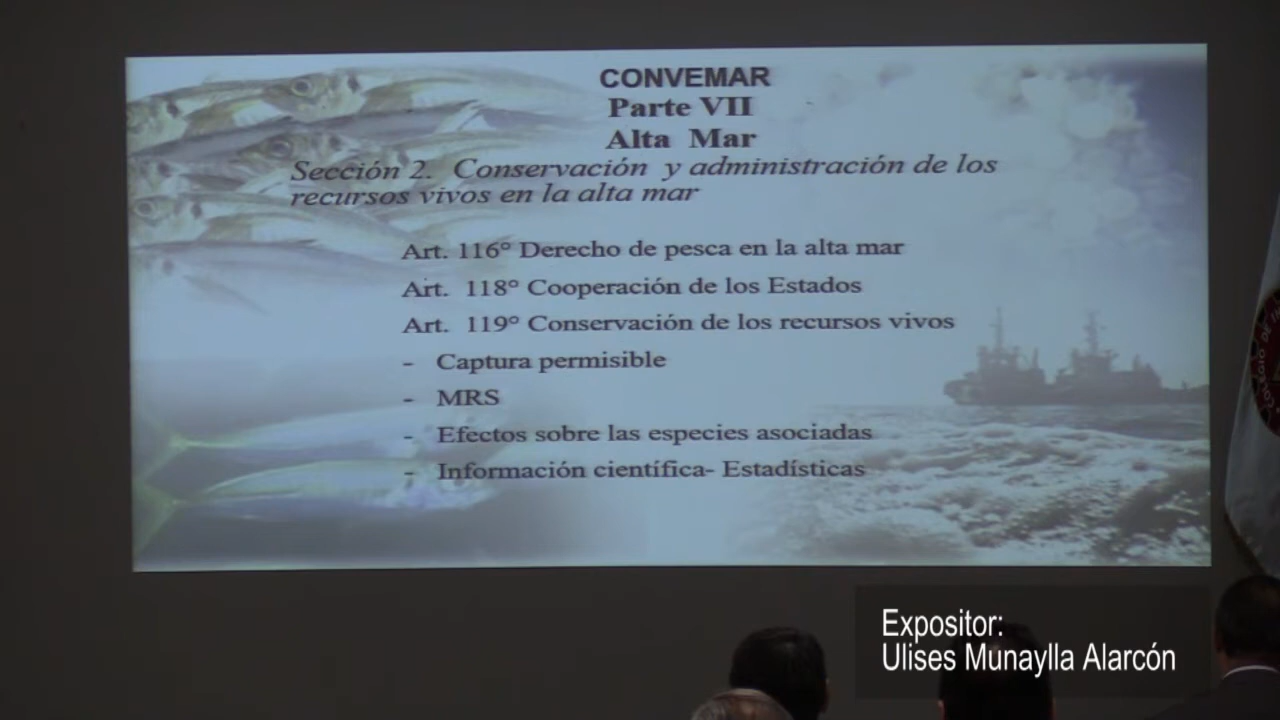 CONVEMAR
Parte VII
Alta Mar
Sección 2. Conservación y administración de los
recursos vivos en la alta mar
Art. 116° Derecho de pesca en la alta mar
Art. 118° Cooperación de los Estados
Art. 119° Conservación de los recursos vivos
- Captura permisible
- MRS
- Efectos sobre las especies asociadas
- Información científica- Estadísticas
COLEGIO DE
Expositor:
Ulises Munaylla Alarcón